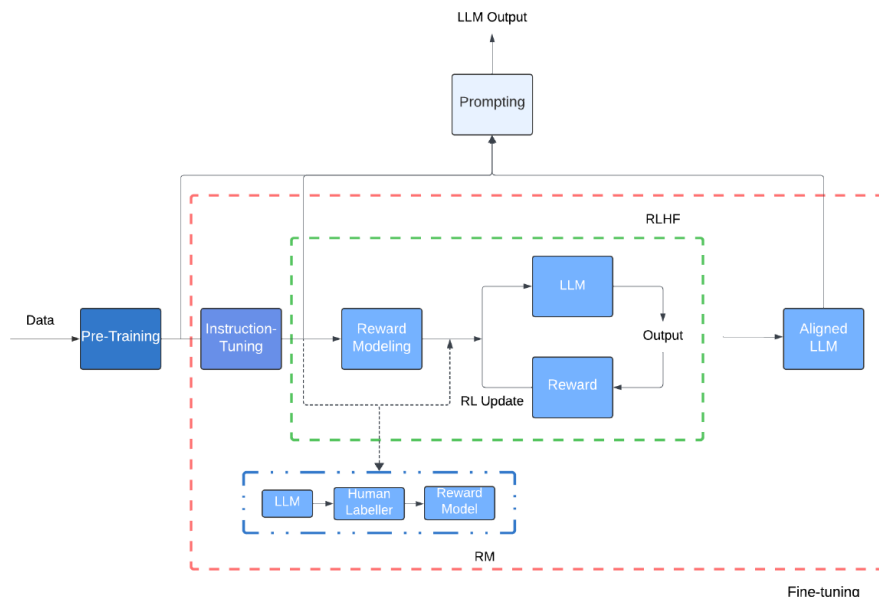 LLM Output
Prompting
RLHF
LLM
Data
Pre-Training
Instruction-
Tuning
Reward
Modeling
Output
Aligned
LLM
Reward
RL Update
LLM
Human
Labeller
Reward
Model
RM
Fine-tuning